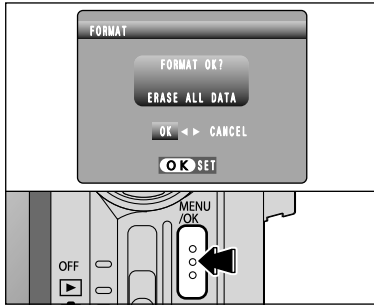 FORMAT
FORMAT OK?
ERASE ALL DATA
OK ◄► CANCEL
OK SET
MENU
/OK
OFF